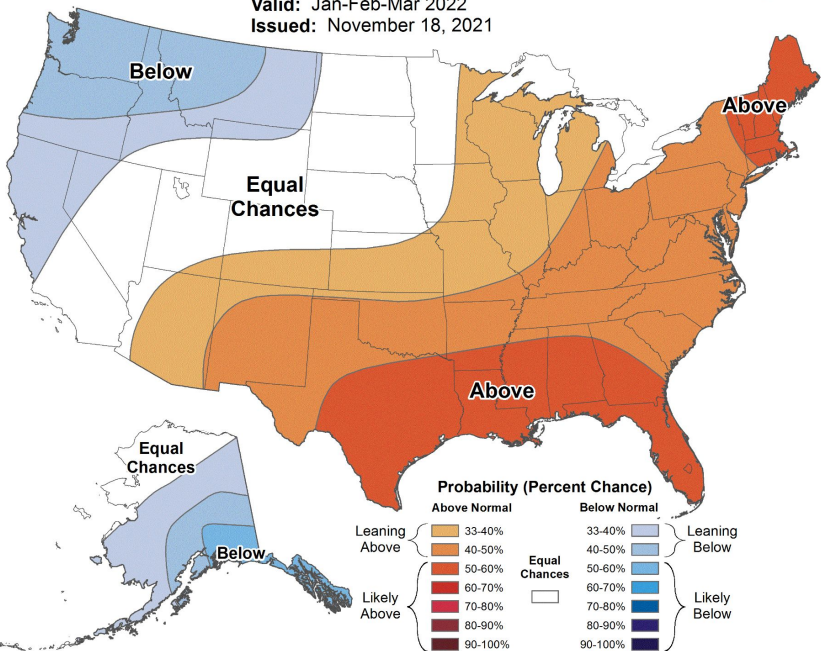 Valid: Jan-Feb-Mar 2022
Issued: November 18, 2021
Below
Above
Equal
Chances
Above
Equal
Chances
Below
Probability (Percent Chance)
Above Normal
Below Normal
Leaning
Above
33-40%
40-50%
50-60%
60-70%
70-80%
80-90%
90-100%
Likely
Above
Equal
Chances
33-40%
40-50%
50-60%
60-70%
70-80%
80-90%
90-100%
Leaning
Below
Likely
Below